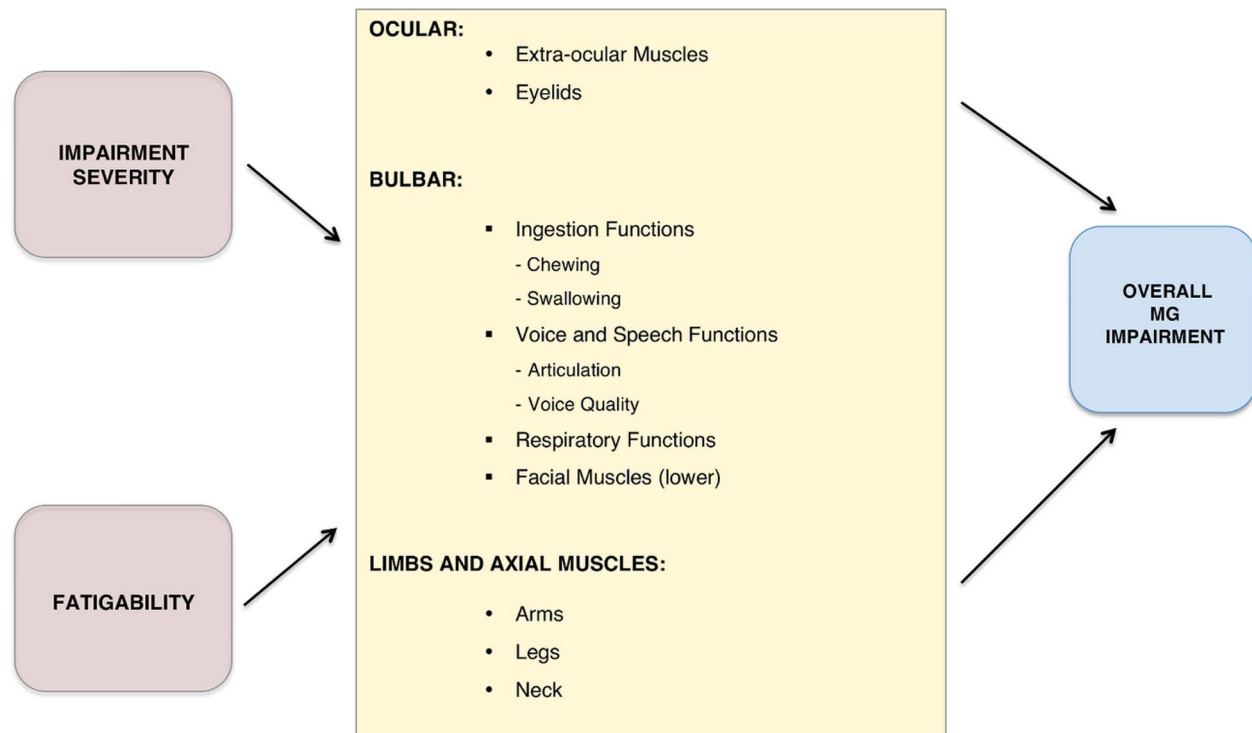 IMPAIRMENT
SEVERITY
FATIGABILITY
OCULAR:
• Extra-ocular Muscles
• Eyelids
BULBAR:
▪ Ingestion Functions
- Chewing
- Swallowing
▪ Voice and Speech Functions
- Articulation
- Voice Quality
▪ Respiratory Functions
▪ Facial Muscles (lower)
LIMBS AND AXIAL MUSCLES:
• Arms
• Legs
• Neck
OVERALL
MG
IMPAIRMENT